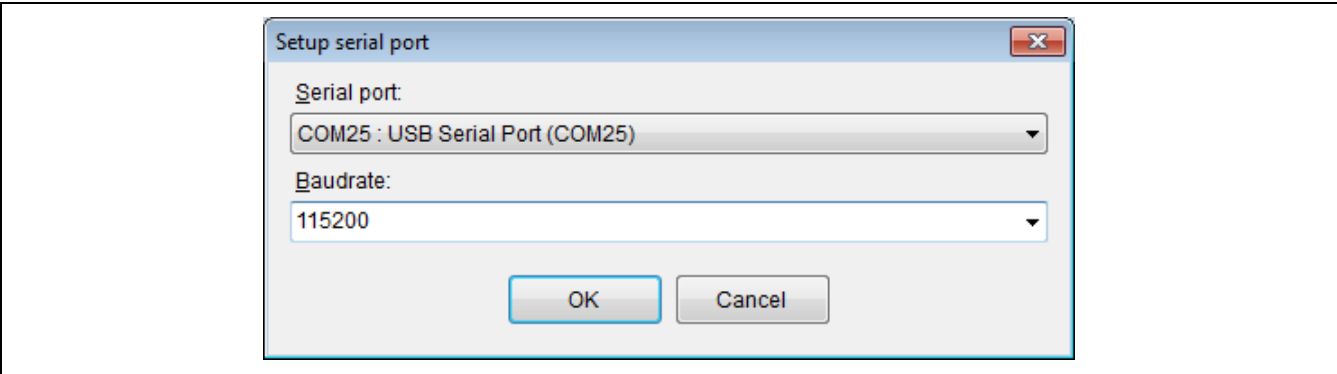 Setup serial port
Serial port:
COM25 : USB Serial Port (COM25)
Baudrate:
115200
OK Cancel